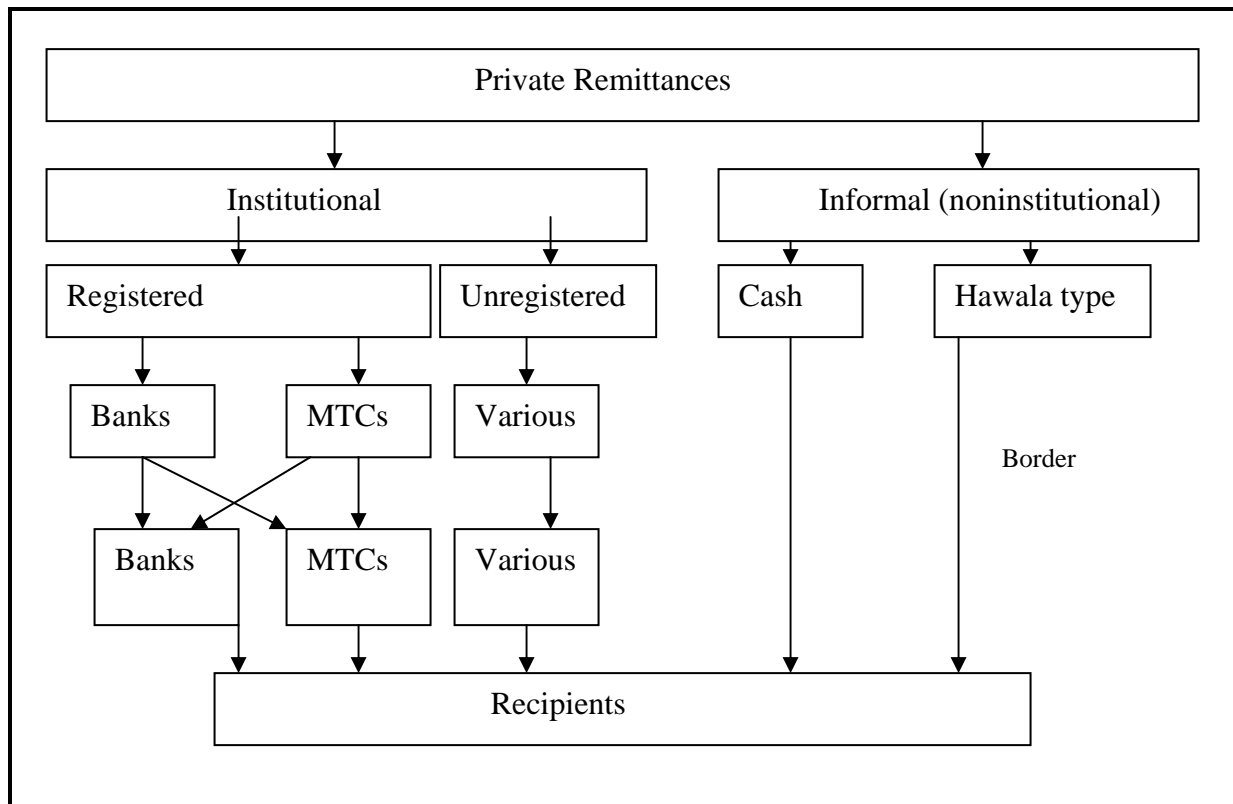 Private Remittances
Institutional
Informal (noninstitutional)
Registered
Unregistered
Cash
Hawala type
Banks
MTCs
Various
Border
Banks
MTCs
Various
Recipients